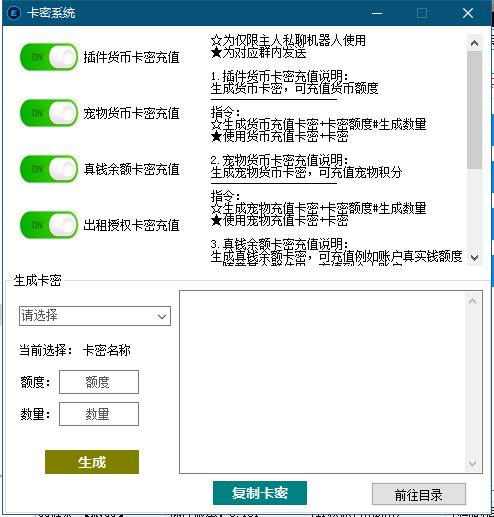 卡密系统
ON 插件货币卡密充值
ON 宠物货币卡密充值
ON 真钱余额卡密充值
ON 出租授权卡密充值
☆为仅限主人私聊机器人使用
★为对应群内发送
1.插件货币卡密充值说明:
生成货币卡密，可充值货币额度
指令:
☆生成货币充值卡密+卡密额度#生成数量
★使用货币充值卡密+卡密
2.宠物货币卡密充值说明:
生成宠物货币卡密，可充值宠物积分
指令:
☆生成宠物充值卡密+卡密额度#生成数量
★使用宠物充值卡密+卡密
3.真钱余额卡密充值说明:
生成真钱余额卡密，可充值例如账户真实钱额度
生成卡密
请选择
当前选择： 卡密名称
额度： 额度
数量： 数量
生成
复制卡密
前往目录